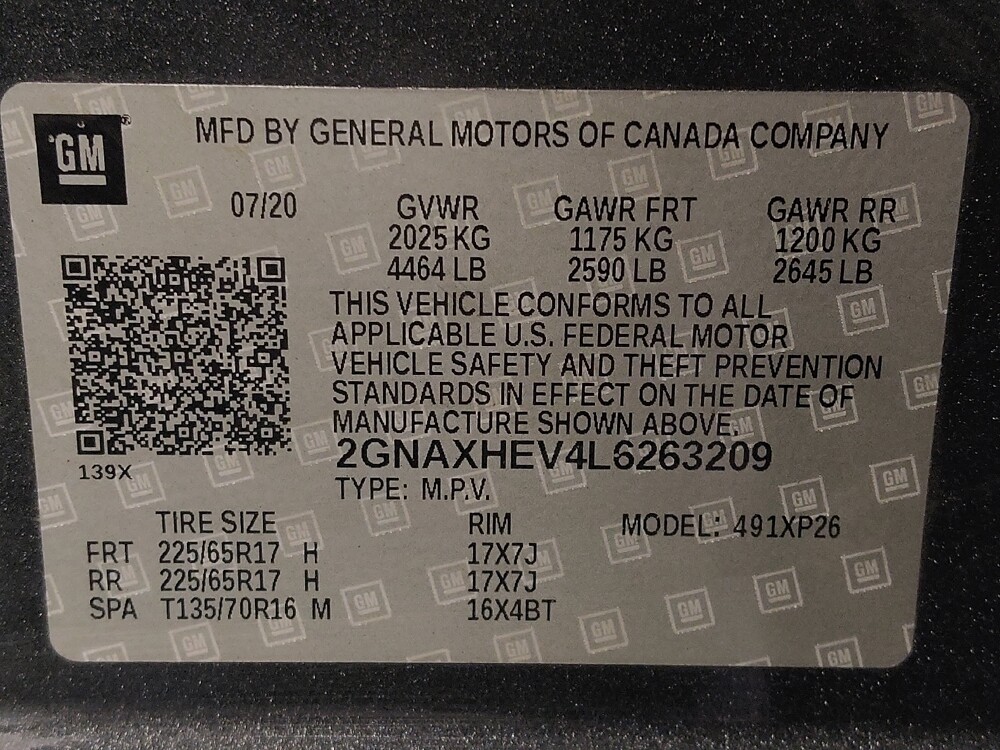 GM
MFD BY GENERAL MOTORS OF CANADA COMPANY
07/20 GVWR GAWR FRT GAWR RR
2025 KG 1175 KG 1200 KG
4464 LB 2590 LB 2645 LB
THIS VEHICLE CONFORMS TO ALL
APPLICABLE U.S. FEDERAL MOTOR
VEHICLE SAFETY AND THEFT PREVENTION
STANDARDS IN EFFECT ON THE DATE OF
MANUFACTURE SHOWN ABOVE.
2GNAXHEV4L6263209
139X
TYPE: M.P.V.
TIRE SIZE RIM MODEL: 491XP26
FRT 225/65R17 H 17X7J
RR 225/65R17 H 17X7J
SPA T135/70R16 M 16X4BT